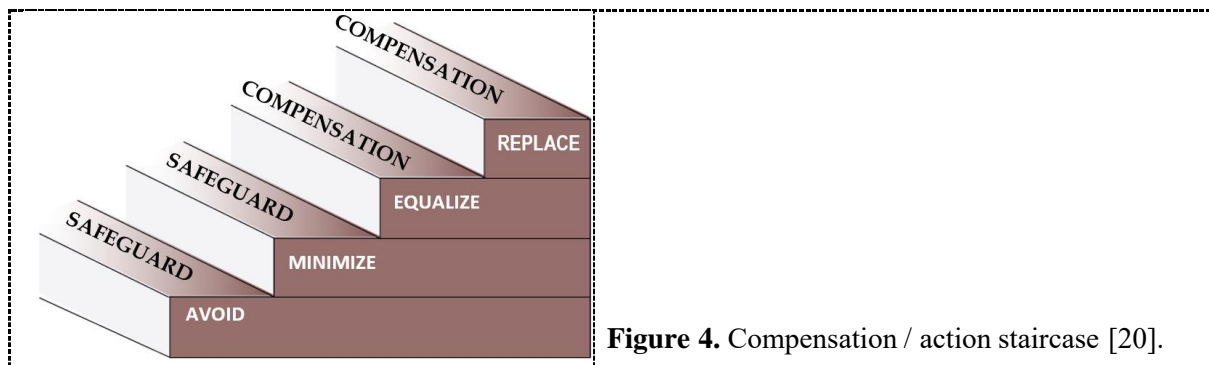 COMPENSATION
REPLACE
COMPENSATION
EQUALIZE
SAFEGUARD
MINIMIZE
SAFEGUARD
AVOID
Figure 4. Compensation / action staircase [20].